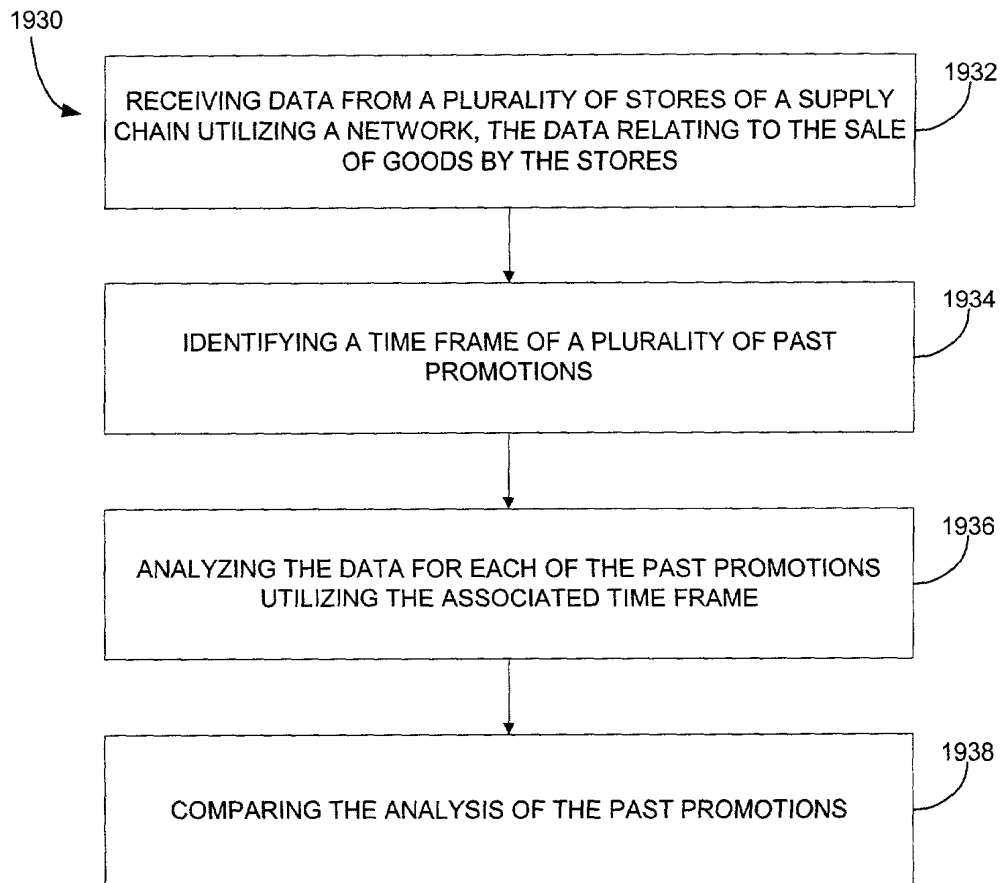 1930
1932
RECEIVING DATA FROM A PLURALITY OF STORES OF A SUPPLY
CHAIN UTILIZING A NETWORK, THE DATA RELATING TO THE SALE
OF GOODS BY THE STORES
1934
IDENTIFYING A TIME FRAME OF A PLURALITY OF PAST
PROMOTIONS
1936
ANALYZING THE DATA FOR EACH OF THE PAST PROMOTIONS
UTILIZING THE ASSOCIATED TIME FRAME
1938
COMPARING THE ANALYSIS OF THE PAST PROMOTIONS